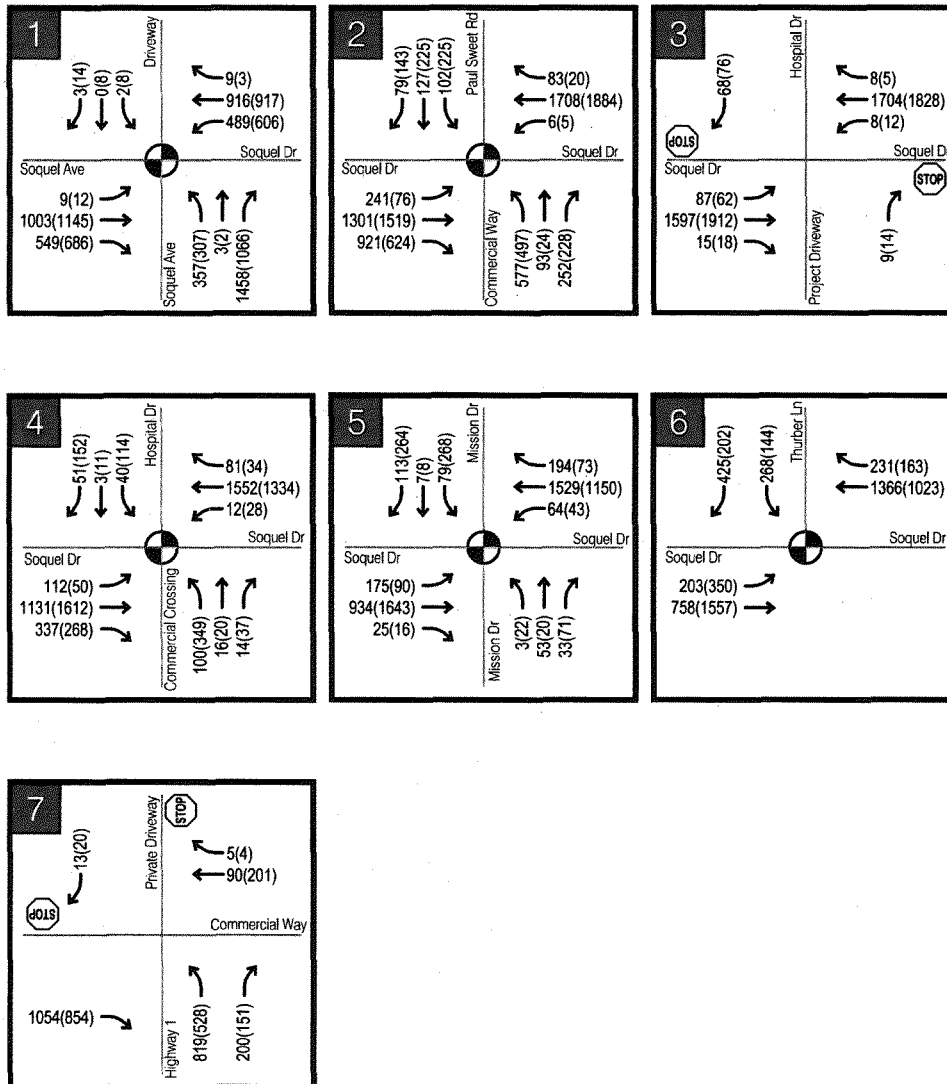 1
3(14)
0(8)
2(8)
Driveway
9(3)
916(917)
489(606)
Soquel Ave
Soquel Dr
9(12)
1003(1145)
549(686)
Soquel Ave
357(307)
3(2)
1458(1066)
2
79(143)
127(225)
102(225)
Paul Sweet Rd
83(20)
1708(1884)
6(5)
Soquel Dr
Soquel Dr
241(76)
1301(1519)
921(624)
Commercial Way
577(497)
93(24)
252(228)
3
68(76)
Hospital Dr
8(5)
1704(1828)
8(12)
STOP
Soquel Dr
Soquel D
STOP
87(62)
1597(1912)
15(18)
Project Driveway
9(14)
4
51(152)
3(11)
40(114)
Hospital Dr
81(34)
1552(1334)
12(28)
Soquel Dr
Soquel Dr
112(50)
1131(1612)
337(268)
Commercial Crossing
100(349)
16(20)
14(37)
5
113(264)
7(8)
79(268)
Mission Dr
194(73)
1529(1150)
64(43)
Soquel Dr
Soquel Dr
175(90)
934(1643)
25(16)
Mission Dr
3(22)
53(20)
33(71)
6
425(202)
268(144)
Thurber Ln
231(163)
1366(1023)
Soquel Dr
Soquel D
203(350)
758(1557)
7
13(20)
Private Driveway
STOP
5(4)
90(201)
STOP
Commercial Way
1054(854)
Highway 1
819(528)
200(151)